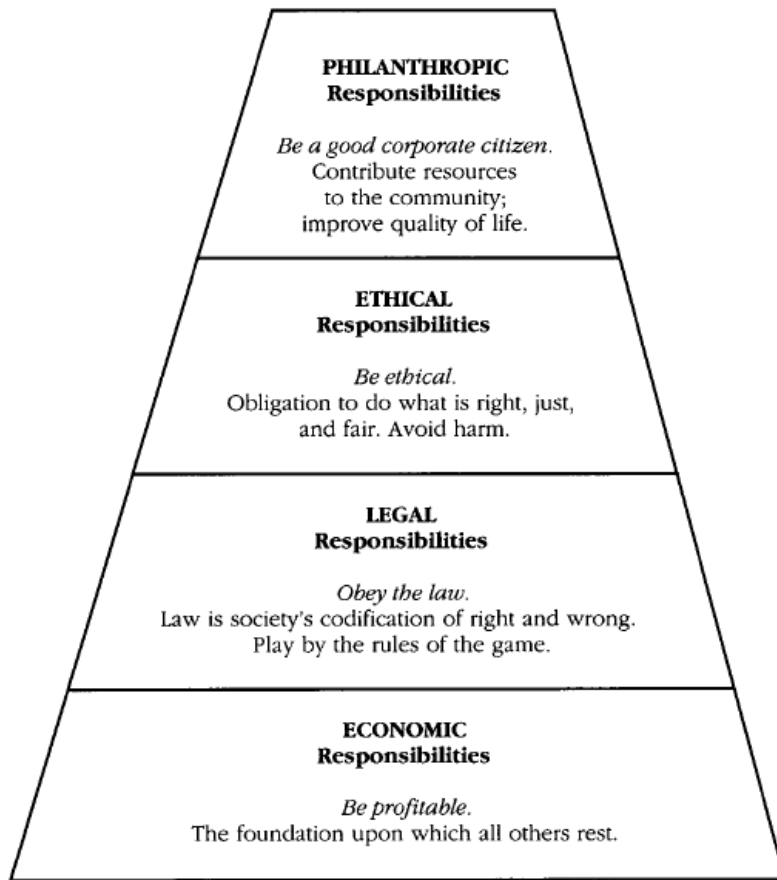 PHILANTHROPIC
Responsibilities
Be a good corporate citizen.
Contribute resources
to the community;
improve quality of life.
ETHICAL
Responsibilities
Be ethical.
Obligation to do what is right, just,
and fair. Avoid harm.
LEGAL
Responsibilities
Obey the law.
Law is society's codification of right and wrong.
Play by the rules of the game.
ECONOMIC
Responsibilities
Be profitable.
The foundation upon which all others rest.